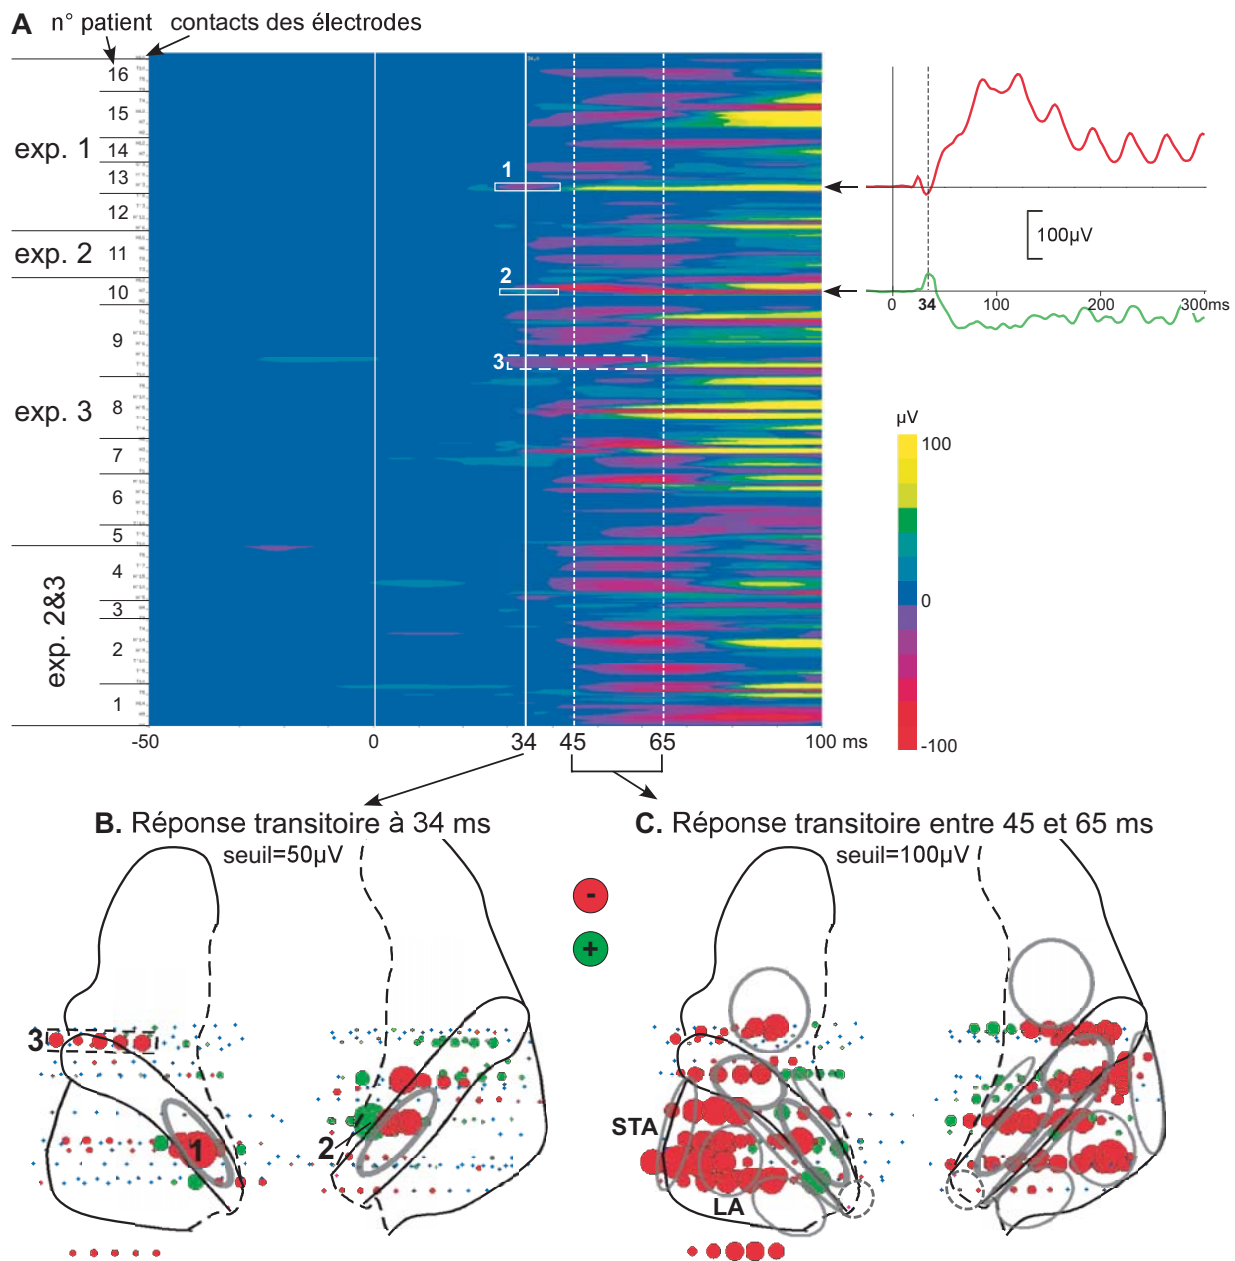 A n° patient contacts des électrodes
16
15
exp. 1 14
13
12
exp. 2 11
10
9
exp. 3 8
7
6
5
exp. 2&3
4
3
2
1
1
2
3
-50 0 34 45 65 100 ms
100µV
0 34 100 200 300ms
µV
100
0
-100
B. Réponse transitoire à 34 ms
seuil=50µV
C. Réponse transitoire entre 45 et 65 ms
seuil=100µV
-
+
3
1
2
STA
LA